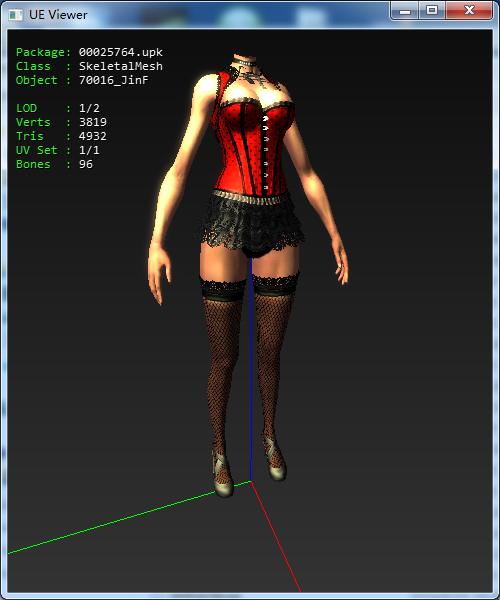 UE Viewer
Package: 00025764.upk
Class : SkeletalMesh
Object : 70016_JinF
LOD : 1/2
Verts : 3819
Tris : 4932
UV Set : 1/1
Bones : 96